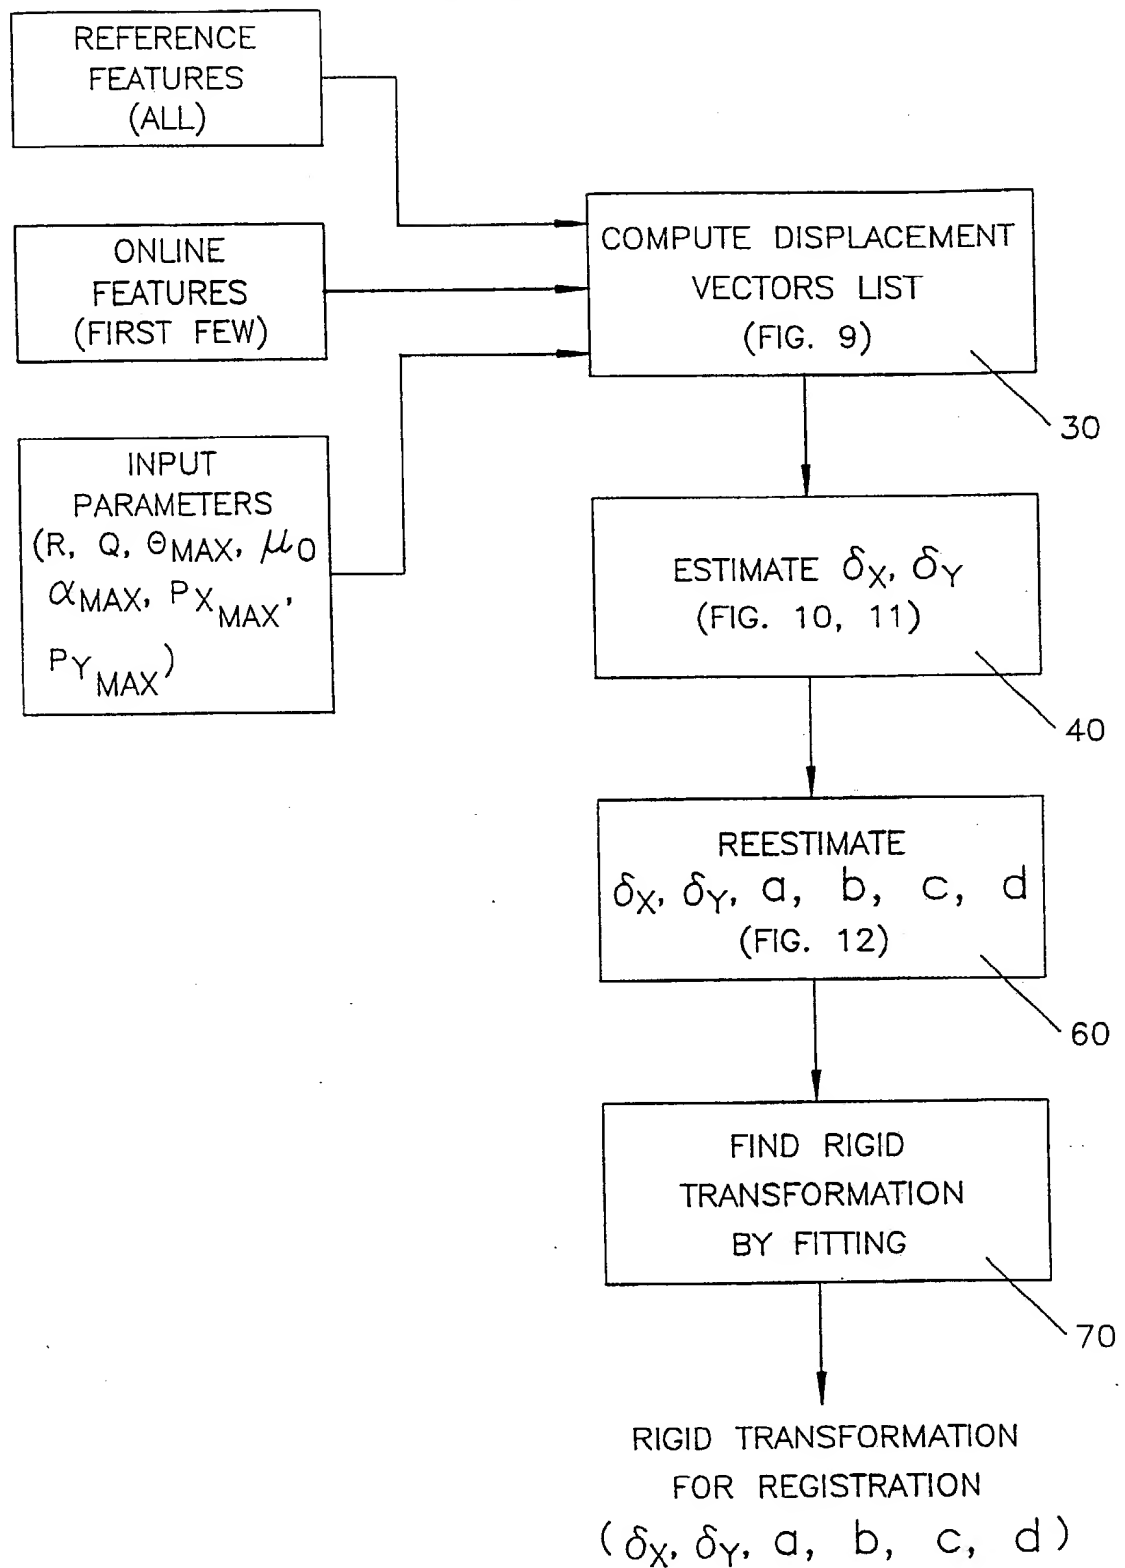 REFERENCE
FEATURES
(ALL)
ONLINE
FEATURES
(FIRST FEW)
INPUT
PARAMETERS
(R, Q, ΘMAX, μO
αMAX, PXMAX,
PYMAX)
COMPUTE DISPLACEMENT
VECTORS LIST
(FIG. 9)
30
ESTIMATE δX, δY
(FIG. 10, 11)
40
REESTIMATE
δX, δY, a, b, c, d
(FIG. 12)
60
FIND RIGID
TRANSFORMATION
BY FITTING
70
RIGID TRANSFORMATION
FOR REGISTRATION
(δX, δY, a, b, c, d)